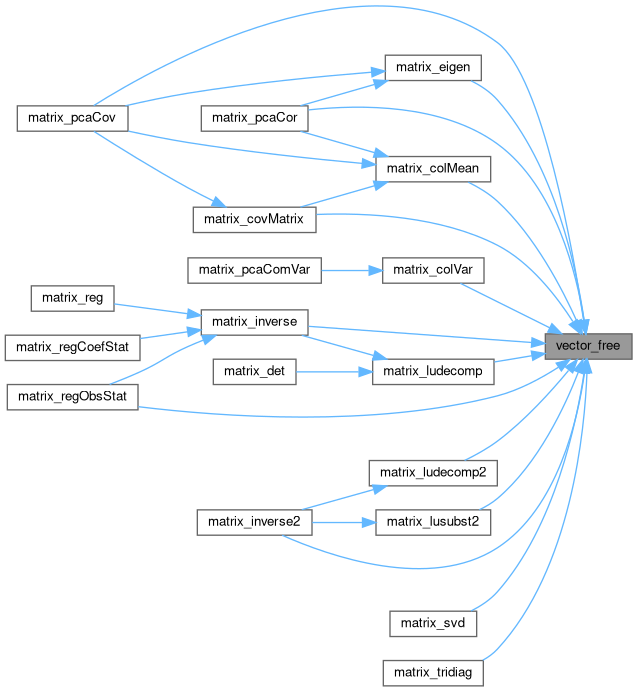 matrix_eigen
matrix_pcaCov
matrix_pcaCor
matrix_colMean
matrix_covMatrix
matrix_pcaComVar
matrix_colVar
matrix_reg
matrix_inverse
matrix_regCoefStat
vector_free
matrix_det
matrix_ludecomp
matrix_regObsStat
matrix_ludecomp2
matrix_inverse2
matrix_lusubst2
matrix_svd
matrix_tridiag